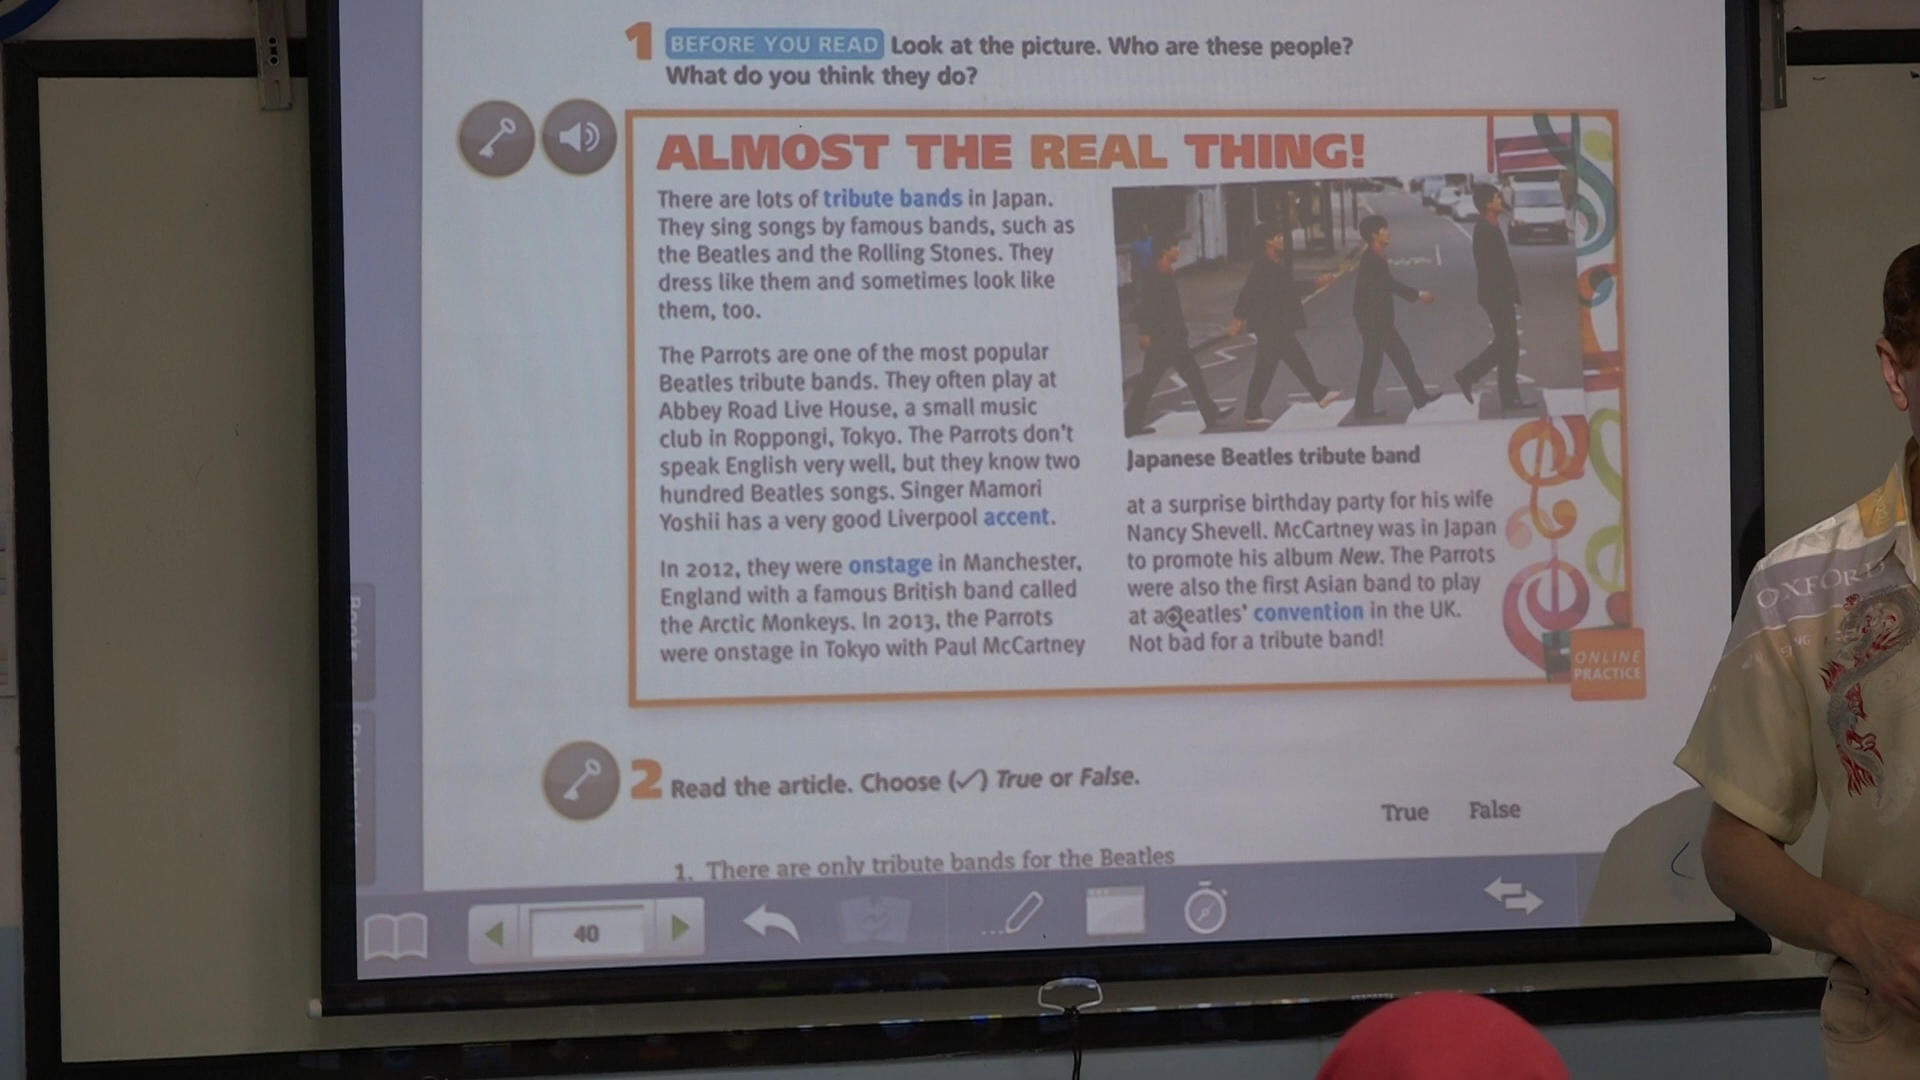 1 BEFORE YOU READ Look at the picture. Who are these people?
What do you think they do?
ALMOST THE REAL THING!
There are lots of tribute bands in Japan.
They sing songs by famous bands, such as
the Beatles and the Rolling Stones. They
dress like them and sometimes look like
them, too.
The Parrots are one of the most popular
Beatles tribute bands. They often play at
Abbey Road Live House, a small music
club in Roppongi, Tokyo. The Parrots don't
speak English very well, but they know two
hundred Beatles songs. Singer Mamori
Yoshii has a very good Liverpool accent.
In 2012, they were onstage in Manchester,
England with a famous British band called
the Arctic Monkeys. In 2013, the Parrots
were onstage in Tokyo with Paul McCartney
Japanese Beatles tribute band
at a surprise birthday party for his wife
Nancy Shevell. McCartney was in Japan
to promote his album New. The Parrots
were also the first Asian band to play
at a Beatles' convention in the UK.
Not bad for a tribute band!
ONLINE
PRACTICE
2 Read the article. Choose (✓) True or False.
True False
1. There are only tribute bands for the Beatles
40
Books
OXFORD